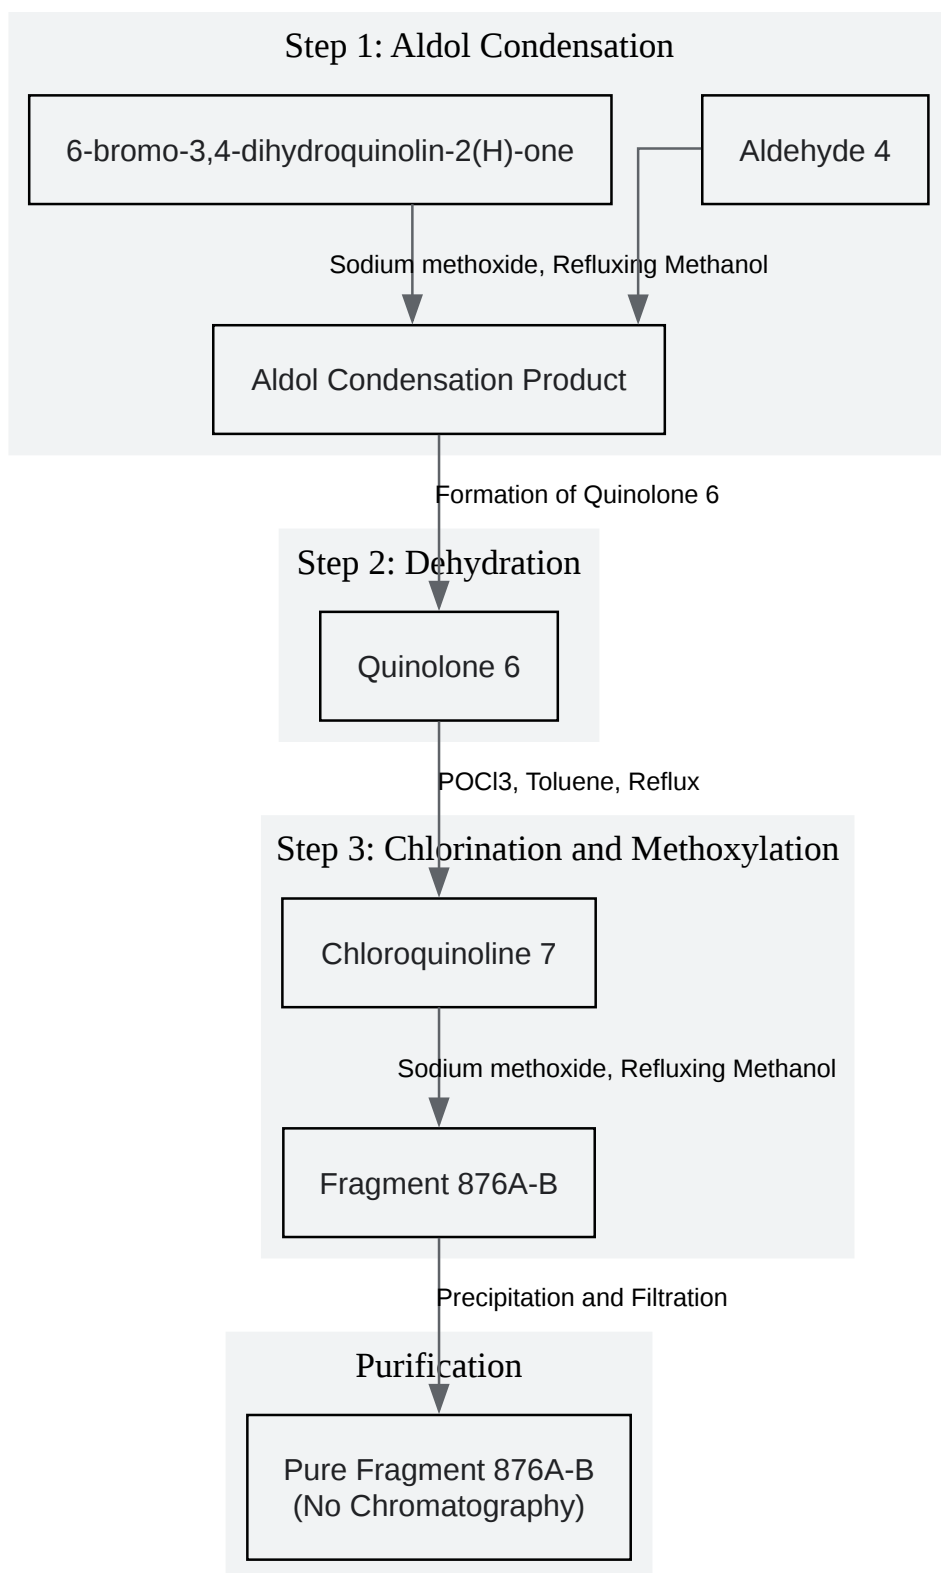 Step 1: Aldol Condensation
6-bromo-3,4-dihydroquinolin-2(H)-one
Aldehyde 4
Sodium methoxide, Refluxing Methanol
Aldol Condensation Product
Formation of Quinolone 6
Step 2: Dehydration
Quinolone 6
POCl3, Toluene, Reflux
Step 3: Chlorination and Methoxylation
Chloroquinoline 7
Sodium methoxide, Refluxing Methanol
Fragment 876A-B
Precipitation and Filtration
Purification
Pure Fragment 876A-B
(No Chromatography)